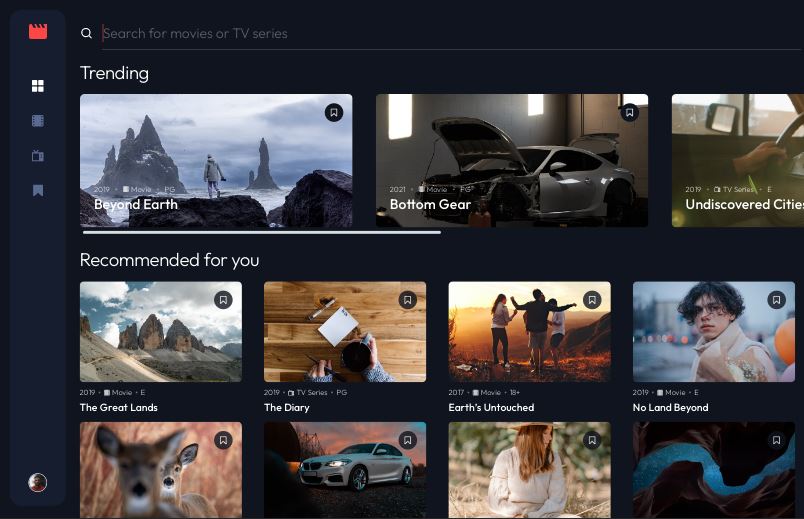 Search for movies or TV series
Trending
2019 • Movie • PG
Beyond Earth
2021 • Movie • PG
Bottom Gear
2019 • TV Series • E
Undiscovered Cities
Recommended for you
2019 • Movie • E
The Great Lands
2019 • TV Series • PG
The Diary
2017 • Movie • 18+
Earth's Untouched
2019 • Movie • E
No Land Beyond